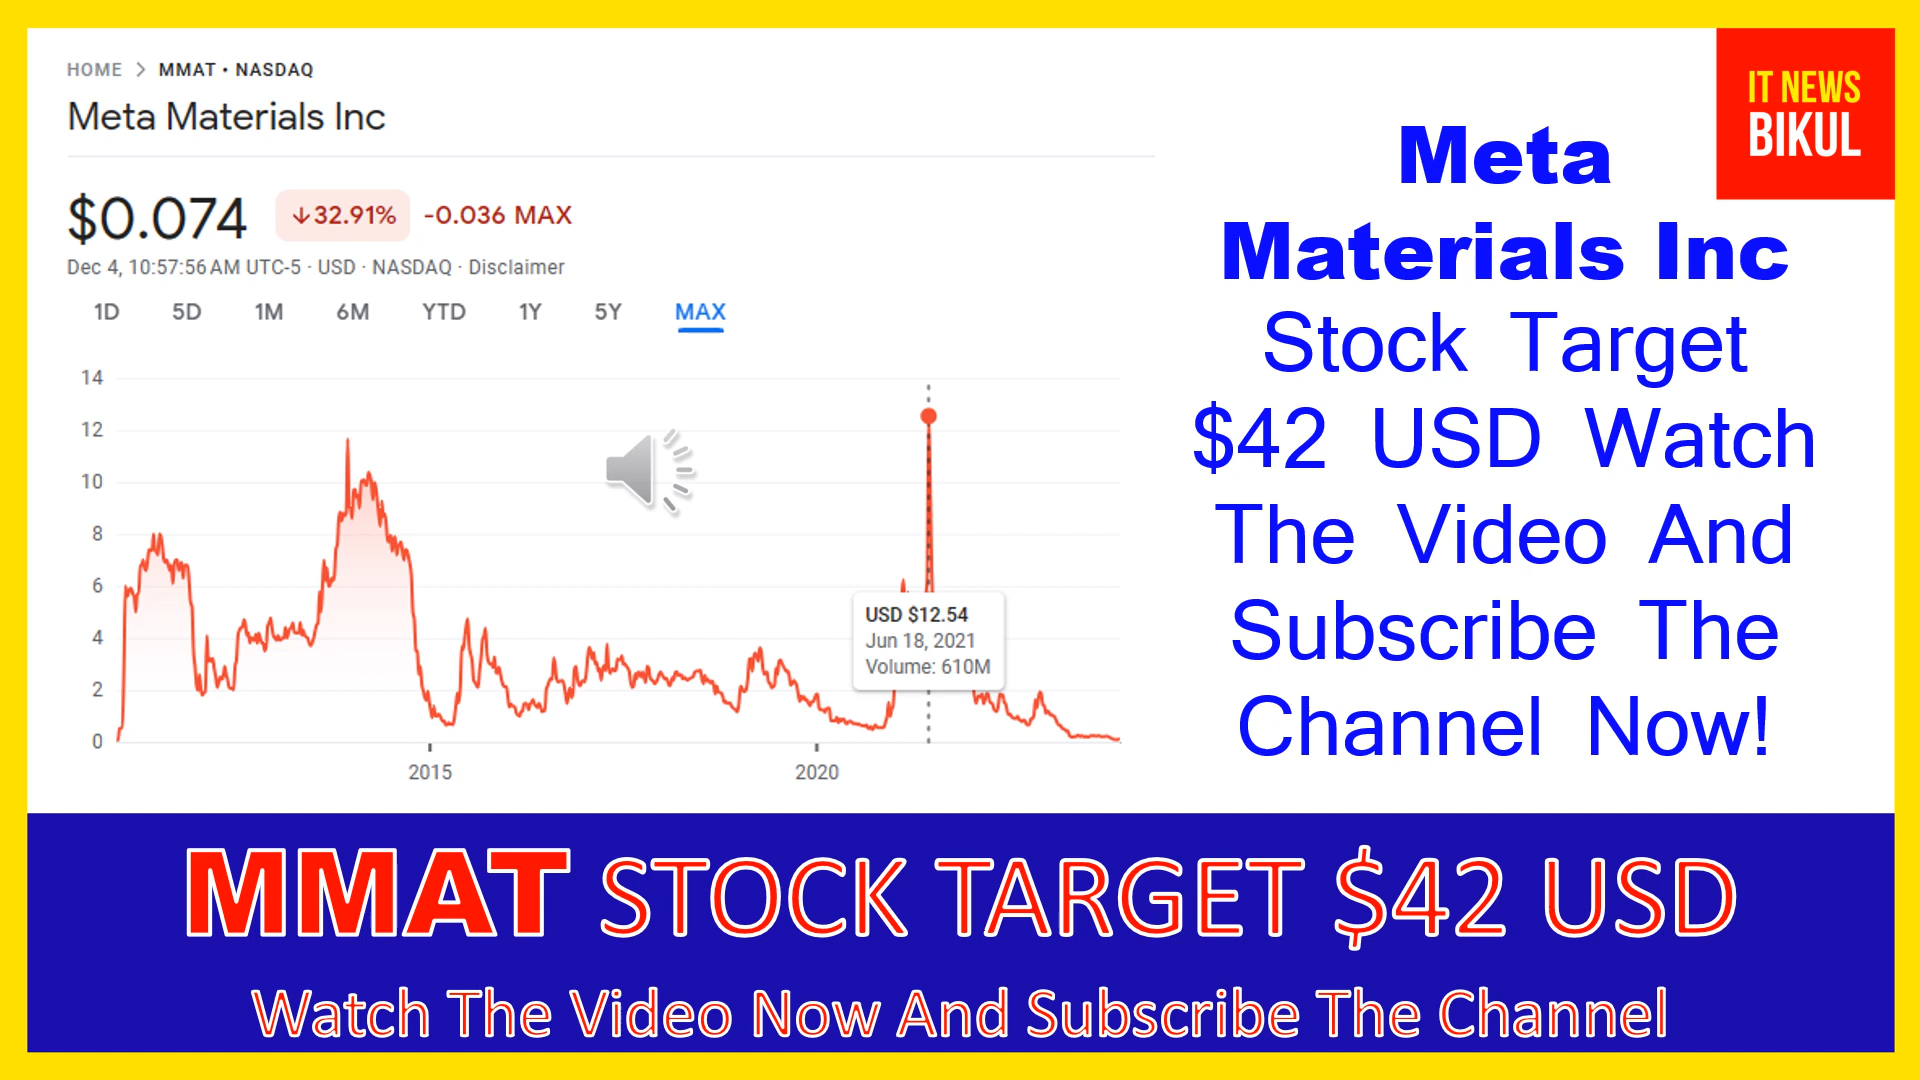 HOME > MMAT • NASDAQ
Meta Materials Inc
$0.074 ↓32.91% -0.036 MAX
Dec 4, 10:57:56 AM UTC-5 · USD · NASDAQ · Disclaimer
1D 5D 1M 6M YTD 1Y 5Y MAX
14
12
10
8
6
4
2
0
2015 2020
USD $12.54
Jun 18, 2021
Volume: 610M
IT NEWS
BIKUL
Meta
Materials Inc
Stock Target
$42 USD Watch
The Video And
Subscribe The
Channel Now!
MMAT STOCK TARGET $42 USD
Watch The Video Now And Subscribe The Channel